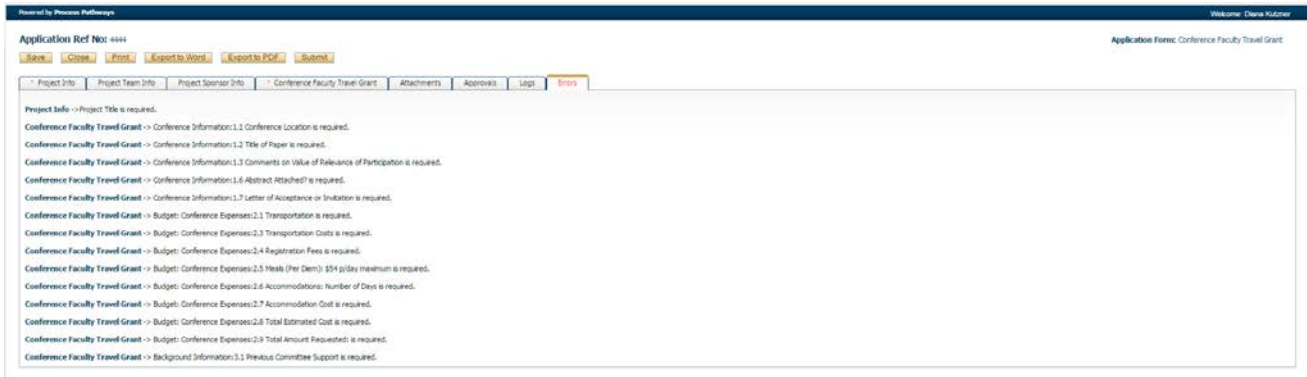 Powered by Process Pathways
Welcome: Diana Kutzner
Application Ref No: 4444
Application Form: Conference Faculty Travel Grant
Save Close Print Export to Word Export to PDF Submit
* Project Info Project Team Info Project Sponsor Info * Conference Faculty Travel Grant Attachments Approvals Logs Errors
Project Info ->Project Title is required.
Conference Faculty Travel Grant -> Conference Information:1.1 Conference Location is required.
Conference Faculty Travel Grant -> Conference Information:1.2 Title of Paper is required.
Conference Faculty Travel Grant -> Conference Information:1.3 Comments on Value of Relevance of Participation is required.
Conference Faculty Travel Grant -> Conference Information:1.6 Abstract Attached? is required.
Conference Faculty Travel Grant -> Conference Information:1.7 Letter of Acceptance or Invitation is required.
Conference Faculty Travel Grant -> Budget: Conference Expenses:2.1 Transportation is required.
Conference Faculty Travel Grant -> Budget: Conference Expenses:2.3 Transportation Costs is required.
Conference Faculty Travel Grant -> Budget: Conference Expenses:2.4 Registration Fees is required.
Conference Faculty Travel Grant -> Budget: Conference Expenses:2.5 Meals (Per Diem): $54 p/day maximum is required.
Conference Faculty Travel Grant -> Budget: Conference Expenses:2.6 Accommodations: Number of Days is required.
Conference Faculty Travel Grant -> Budget: Conference Expenses:2.7 Accommodation Cost is required.
Conference Faculty Travel Grant -> Budget: Conference Expenses:2.8 Total Estimated Cost is required.
Conference Faculty Travel Grant -> Budget: Conference Expenses:2.9 Total Amount Requested: is required.
Conference Faculty Travel Grant -> Background Information:3.1 Previous Committee Support is required.